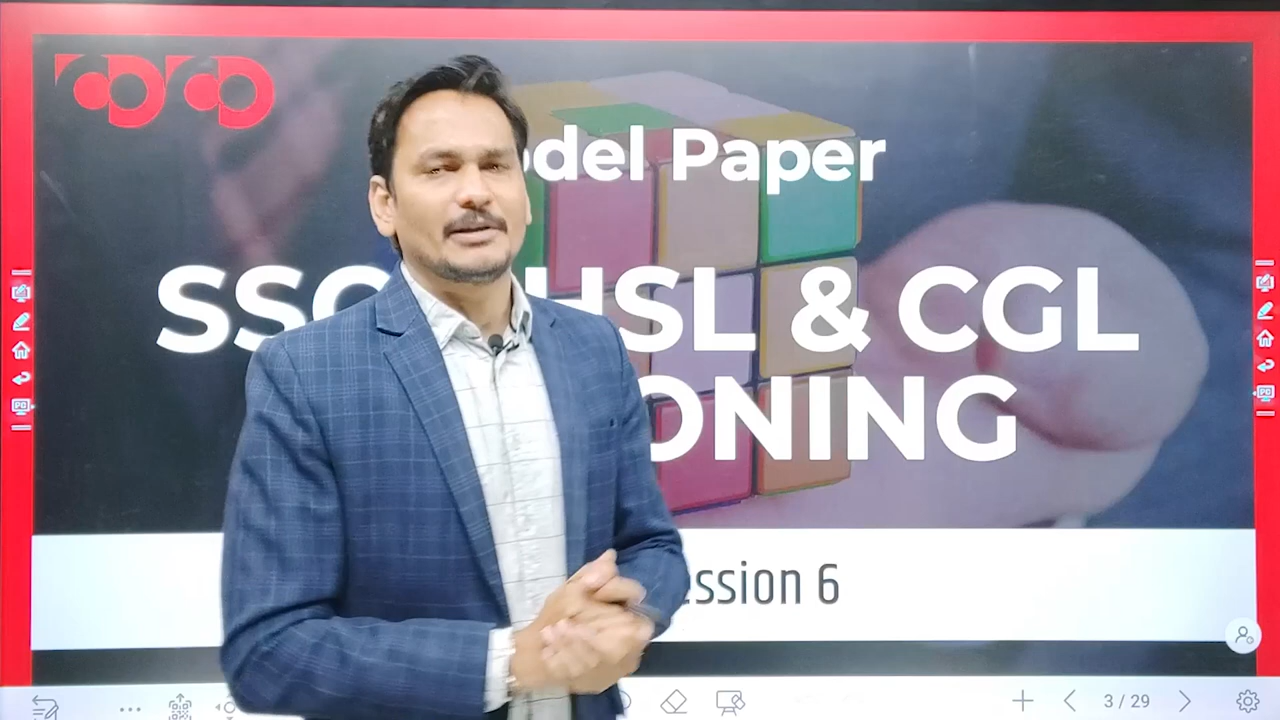 odel Paper
SSC HSL & CGL
ONING
ession 6
3 / 29